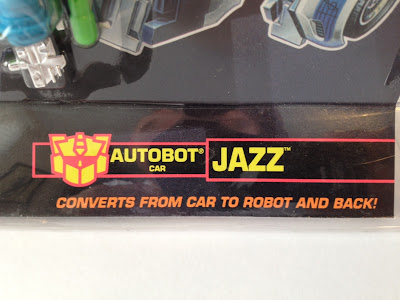 AUTOBOT® JAZZ™
CAR
CONVERTS FROM CAR TO ROBOT AND BACK!